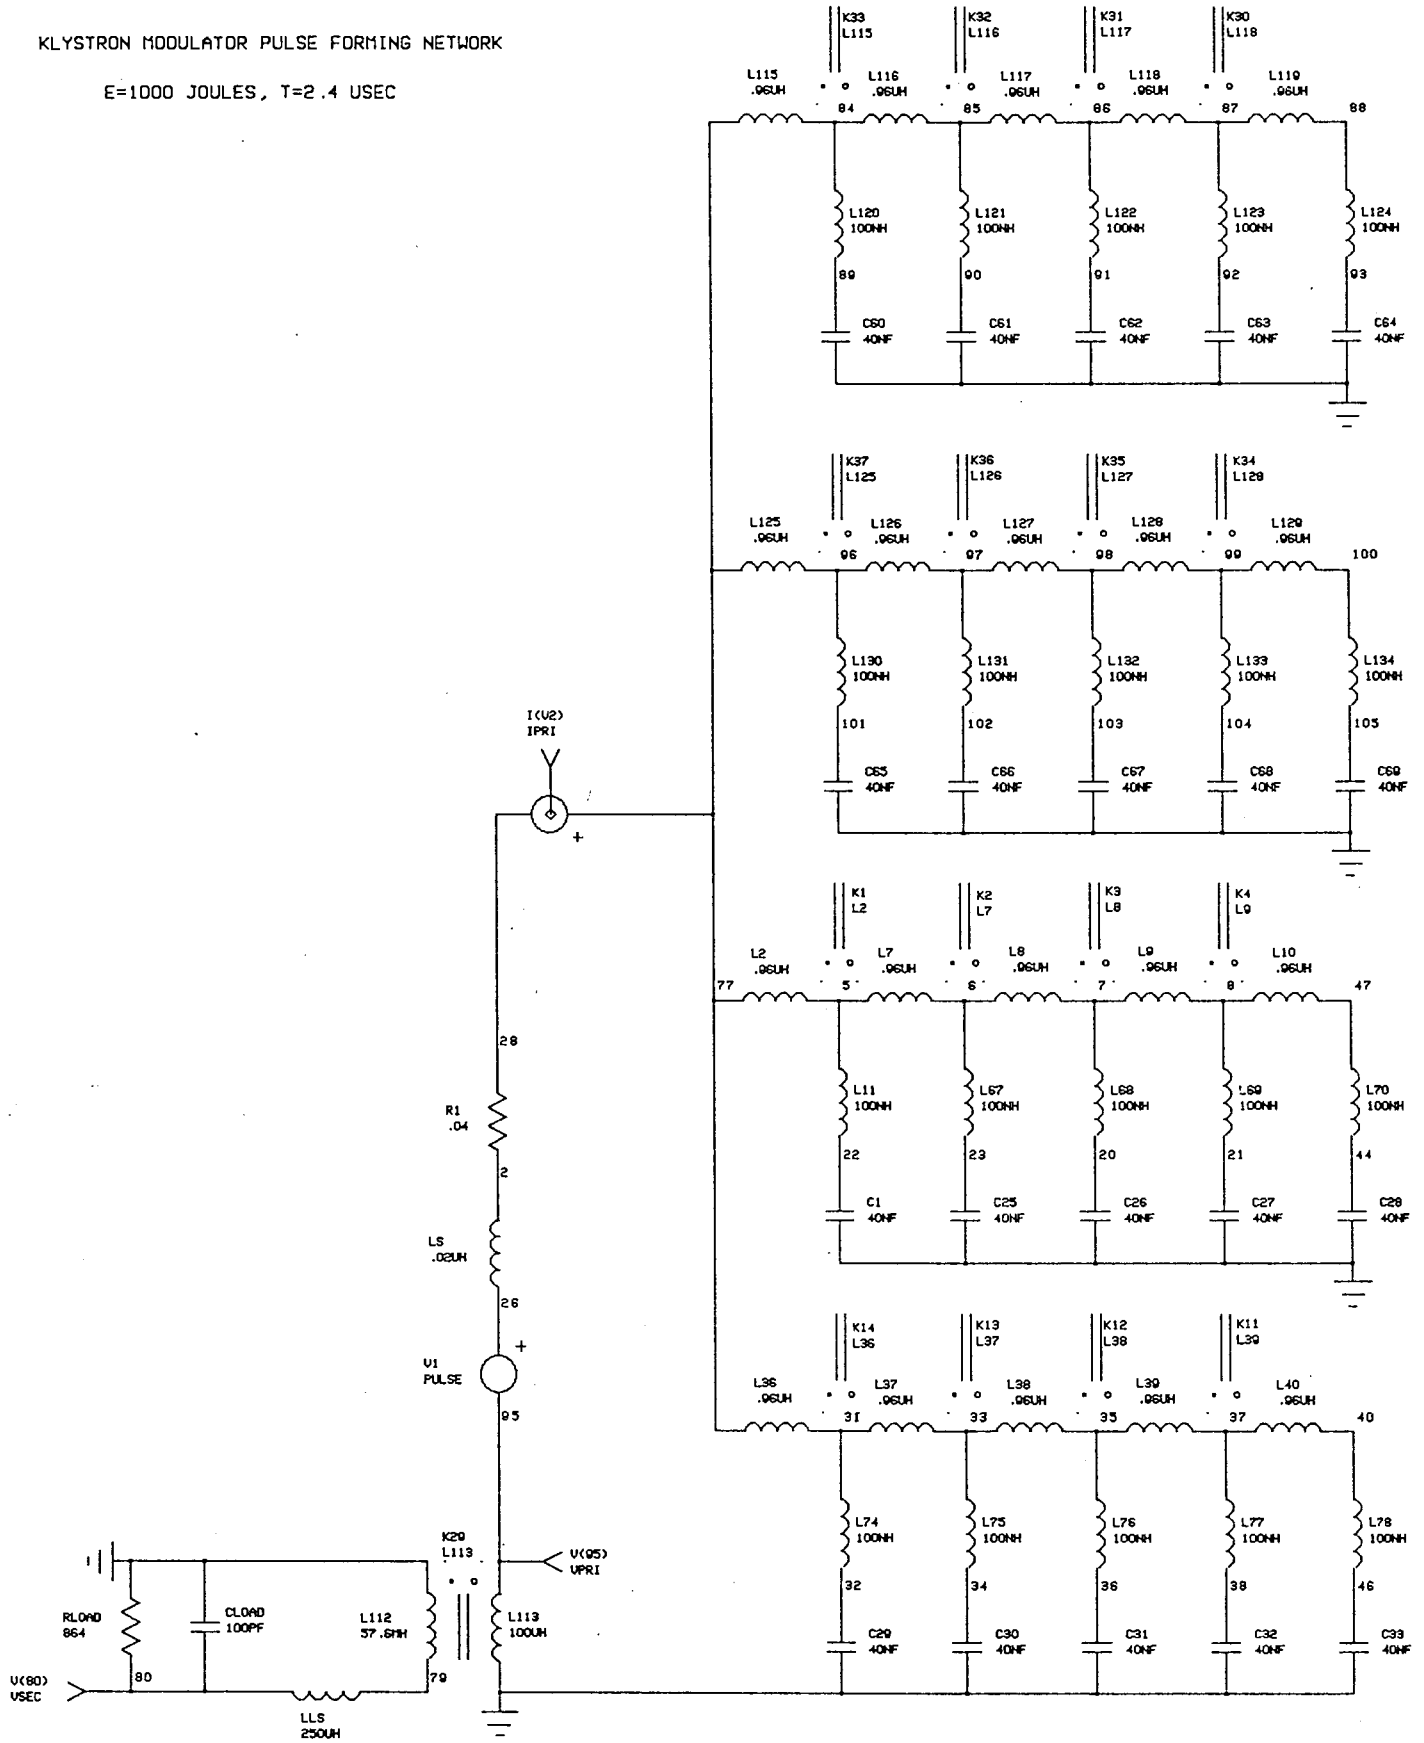 KLYSTRON MODULATOR PULSE FORMING NETWORK
E=1000 JOULES, T=2.4 USEC
K33
L115
K32
L116
K31
L117
K30
L118
L115
.96UH
L116
.96UH
L117
.96UH
L118
.96UH
L119
.96UH
84
85
86
87
88
L120
100NH
L121
100NH
L122
100NH
L123
100NH
L124
100NH
89
90
91
92
93
C60
40NF
C61
40NF
C62
40NF
C63
40NF
C64
40NF
K37
L125
K36
L126
K35
L127
K34
L128
L125
.96UH
L126
.96UH
L127
.96UH
L128
.96UH
L129
.96UH
96
97
98
99
100
L130
100NH
L131
100NH
L132
100NH
L133
100NH
L134
100NH
101
102
103
104
105
C65
40NF
C66
40NF
C67
40NF
C68
40NF
C69
40NF
I(V2)
IPRI
+
K1
L2
K2
L7
K3
L8
K4
L9
L2
.96UH
L7
.96UH
L8
.96UH
L9
.96UH
L10
.96UH
77
5
6
7
8
47
L11
100NH
L67
100NH
L68
100NH
L69
100NH
L70
100NH
22
23
20
21
44
C1
40NF
C25
40NF
C26
40NF
C27
40NF
C28
40NF
28
R1
.04
2
LS
.02UH
26
+
V1
PULSE
95
K14
L36
K13
L37
K12
L38
K11
L39
L36
.96UH
L37
.96UH
L38
.96UH
L39
.96UH
L40
.96UH
31
33
35
37
40
L74
100NH
L75
100NH
L76
100NH
L77
100NH
L78
100NH
32
34
36
38
46
C29
40NF
C30
40NF
C31
40NF
C32
40NF
C33
40NF
K29
L113
V(95)
VPRI
RLOAD
864
CLOAD
100PF
L112
57.6MH
L113
100UH
V(80)
VSEC
80
79
LLS
250UH